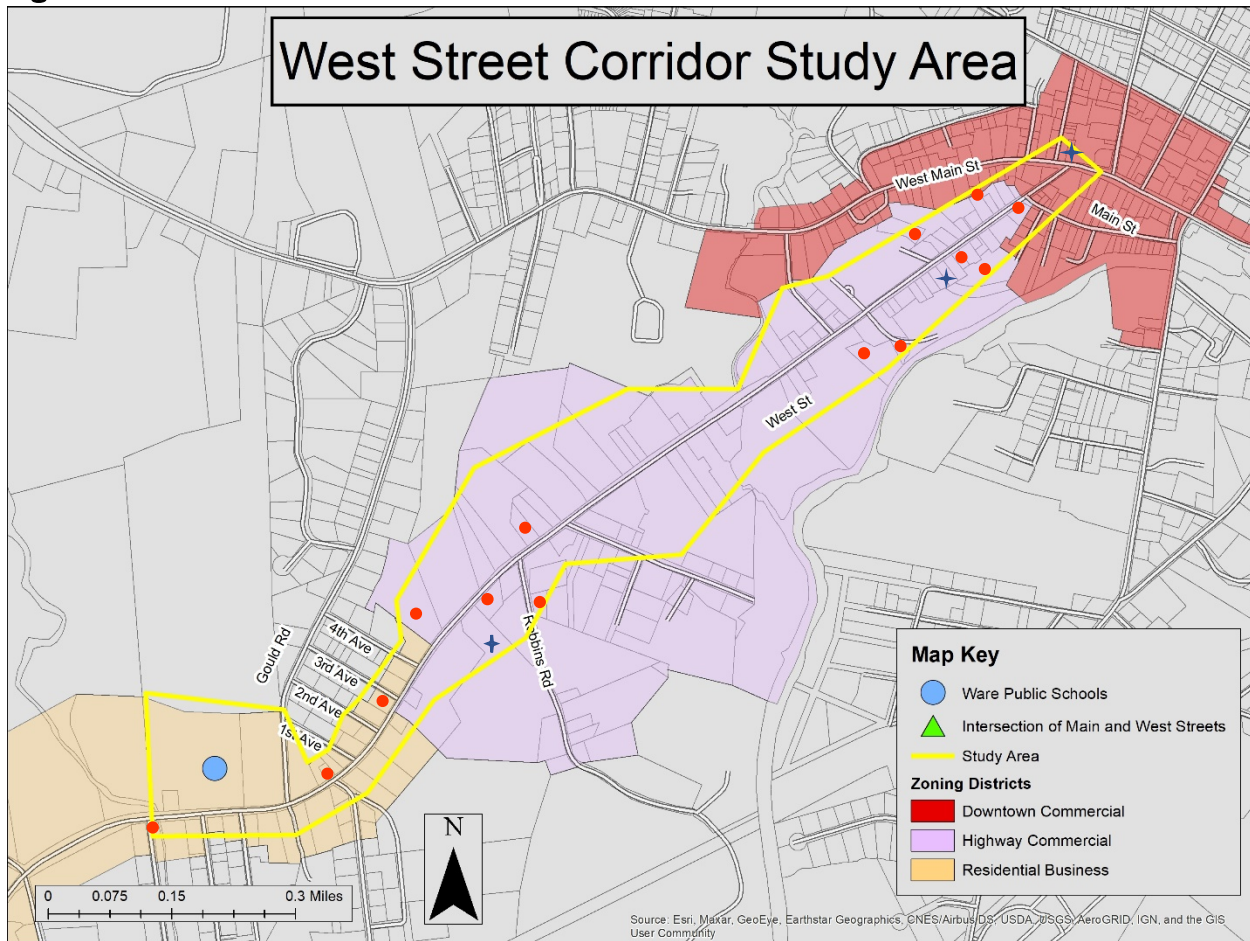 West Street Corridor Study Area
West Main St
Main St
West St
Gould Rd
4th Ave
3rd Ave
2nd Ave
1st Ave
Robbins Rd
Map Key
Ware Public Schools
Intersection of Main and West Streets
Study Area
Zoning Districts
Downtown Commercial
Highway Commercial
Residential Business
N
0 0.075 0.15 0.3 Miles
Source: Esri, Maxar, GeoEye, Earthstar Geographics, CNES/Airbus DS, USDA, USGS, AeroGRID, IGN, and the GIS
User Community